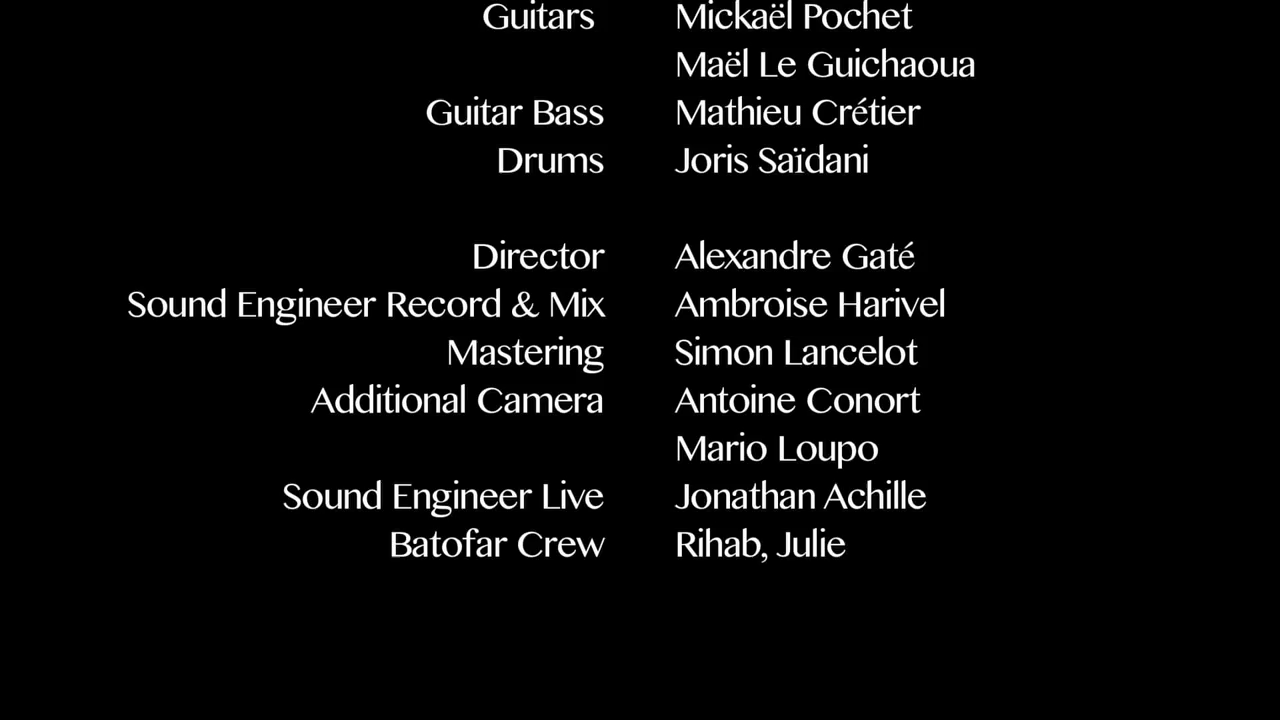 Guitars Mickaël Pochet
Maël Le Guichaoua
Guitar Bass Mathieu Crétier
Drums Joris Saïdani
Director Alexandre Gaté
Sound Engineer Record & Mix Ambroise Harivel
Mastering Simon Lancelot
Additional Camera Antoine Conort
Mario Loupo
Sound Engineer Live Jonathan Achille
Batofar Crew Rihab, Julie